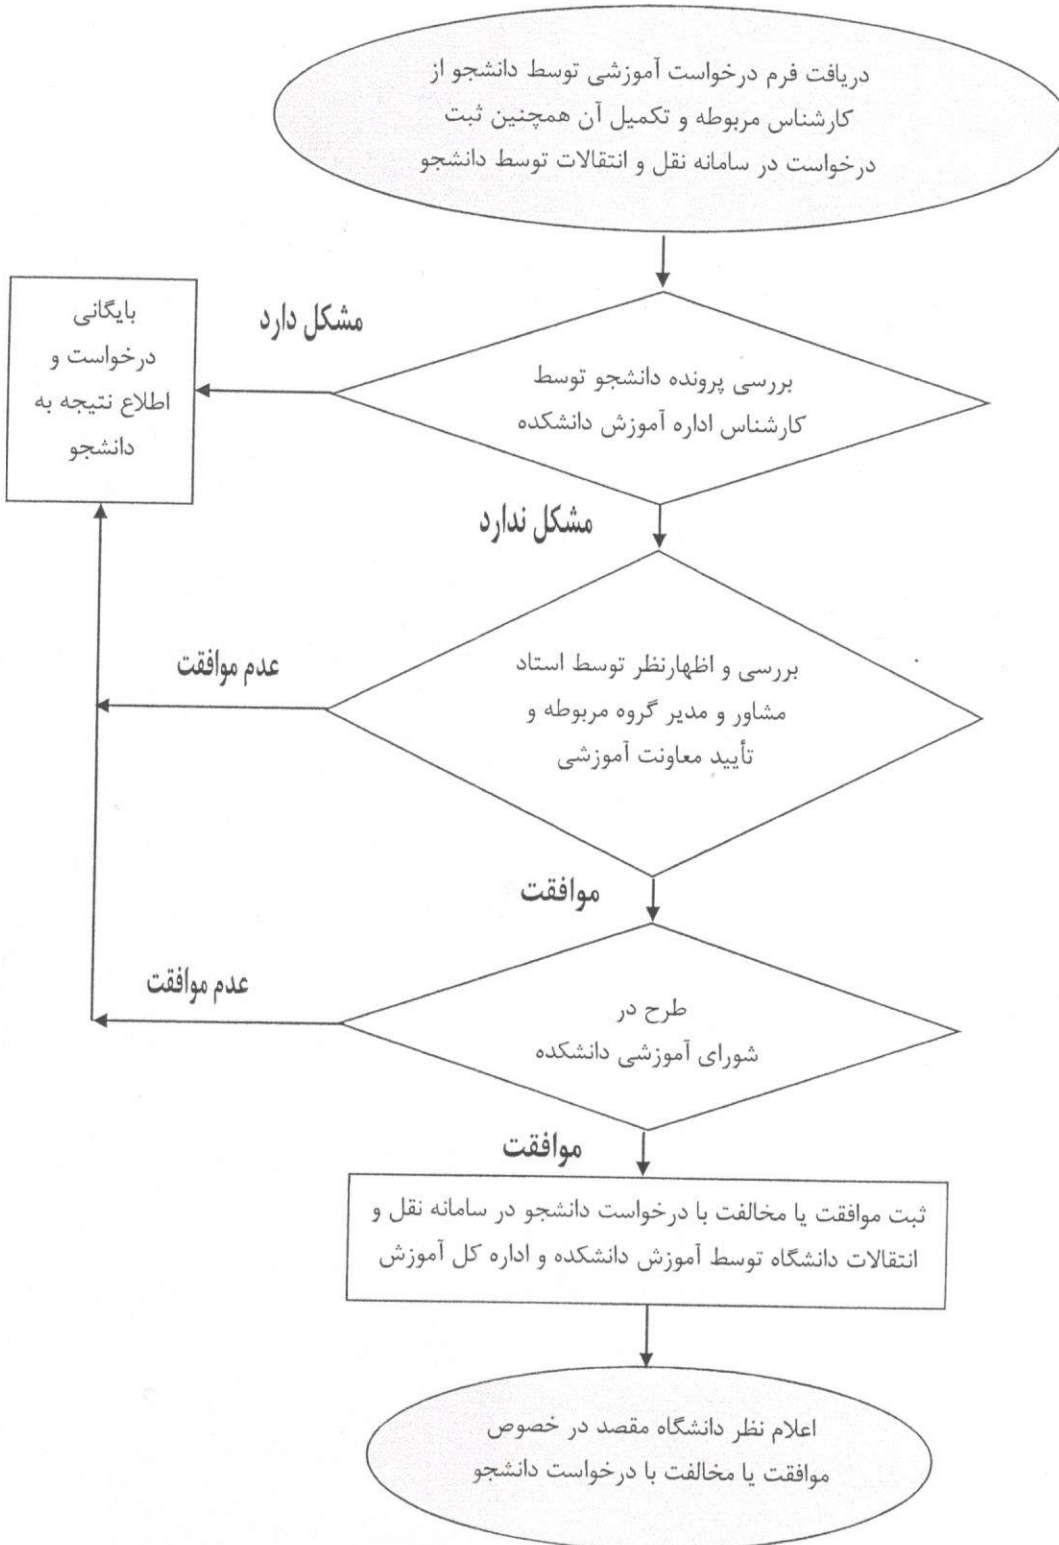 دریافت فرم درخواست آموزشی توسط دانشجو از
کارشناس مربوطه و تکمیل آن همچنین ثبت
درخواست در سامانه نقل و انتقالات توسط دانشجو
مشکل دارد
بایگانی
درخواست و
اطلاع نتیجه به
دانشجو
بررسی پرونده دانشجو توسط
کارشناس اداره آموزش دانشکده
مشکل ندارد
بررسی و اظهارنظر توسط استاد
مشاور و مدیر گروه مربوطه و
تأیید معاونت آموزشی
عدم موافقت
موافقت
طرح در
شورای آموزشی دانشکده
عدم موافقت
موافقت
ثبت موافقت یا مخالفت با درخواست دانشجو در سامانه نقل و
انتقالات دانشگاه توسط آموزش دانشکده و اداره کل آموزش
اعلام نظر دانشگاه مقصد در خصوص
موافقت یا مخالفت با درخواست دانشجو